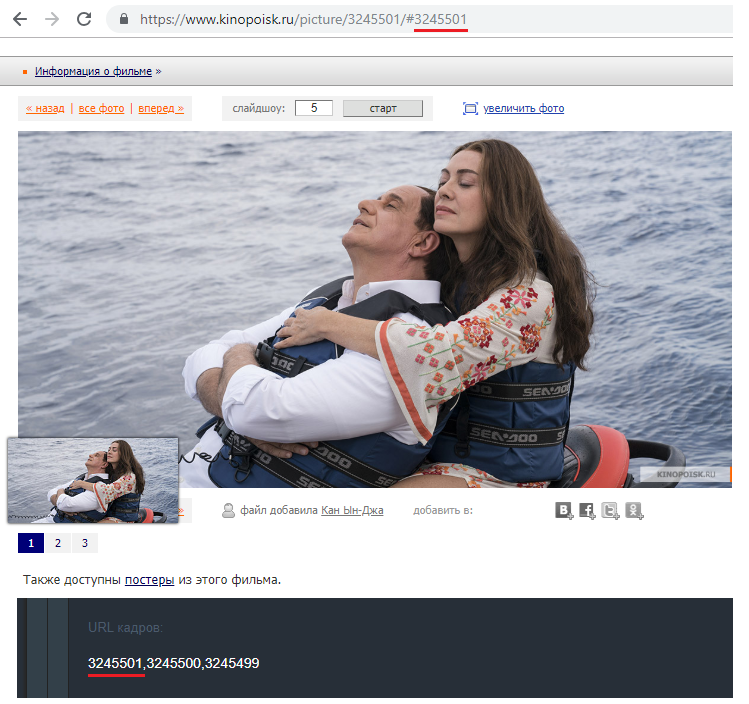 https://www.kinopoisk.ru/picture/3245501/#3245501
Информация о фильме »
« назад | все фото | вперед »
слайдшоу: 5 старт
увеличить фото
SEA-DOO
SEA-DOO
SEA-DOO
KINOPOISK.RU
»
файл добавила Кан Ын-Джа
добавить в:
1 2 3
Также доступны постеры из этого фильма.
URL кадров:
3245501,3245500,3245499